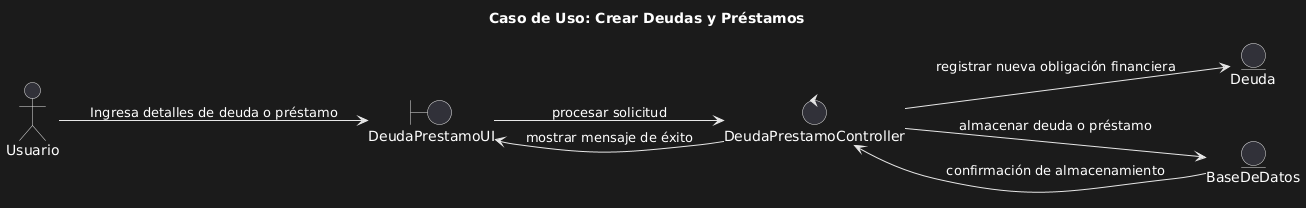 Caso de Uso: Crear Deudas y Préstamos
Usuario
Ingresa detalles de deuda o préstamo
DeudaPrestamoUI
procesar solicitud
mostrar mensaje de éxito
DeudaPrestamoController
registrar nueva obligación financiera
Deuda
almacenar deuda o préstamo
confirmación de almacenamiento
BaseDeDatos